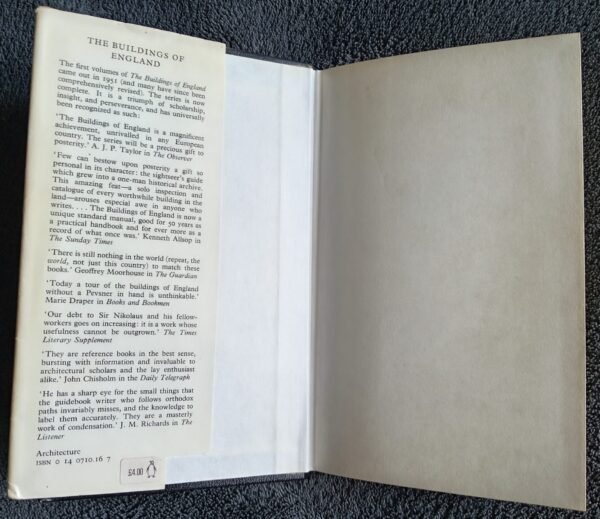 THE BUILDINGS OF
ENGLAND
The first volumes of The Buildings of England
came out in 1951 (and many have since been
comprehensively revised). The series is now
complete. It is a triumph of scholarship,
insight, and perseverance, and has universally
been recognized as such:
'The Buildings of England is a magnificent
achievement, unrivalled in any European
country. The series will be a precious gift to
posterity.' A. J. P. Taylor in The Observer
'Few can bestow upon posterity a gift so
personal in its character: the sightseer's guide
which grew into a one-man historical archive.
This amazing feat—a solo inspection and
catalogue of every worthwhile building in the
land—arouses especial awe in anyone who
writes. . . . The Buildings of England is now a
unique standard manual, good for 50 years as
a practical handbook and for ever more as a
record of what once was.' Kenneth Allsop in
The Sunday Times
'There is still nothing in the world (repeat, the
world, not just this country) to match these
books.' Geoffrey Moorhouse in The Guardian
'Today a tour of the buildings of England
without a Pevsner in hand is unthinkable.'
Marie Draper in Books and Bookmen
'Our debt to Sir Nikolaus and his fellow-
workers goes on increasing: it is a work whose
usefulness cannot be outgrown.' The Times
Literary Supplement
'They are reference books in the best sense,
bursting with information and invaluable to
architectural scholars and the lay enthusiast
alike.' John Chisholm in the Daily Telegraph
'He has a sharp eye for the small things that
the guidebook writer who follows orthodox
paths invariably misses, and the knowledge to
label them accurately. They are a masterly
work of condensation.' J. M. Richards in The
Listener
Architecture
ISBN 0 14 0710.16 7
£4.00